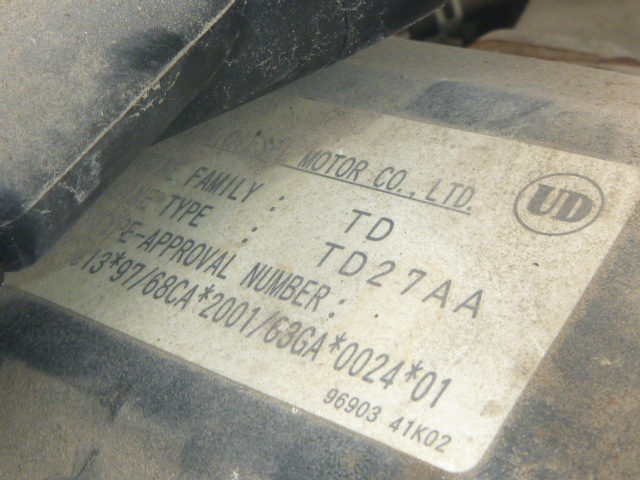 MOTOR CO., LTD.
UD
FAMILY : TD
TYPE : TD27AA
APPROVAL NUMBER :
13*97/68CA*2001/63GA*0024*01
96903 41K02